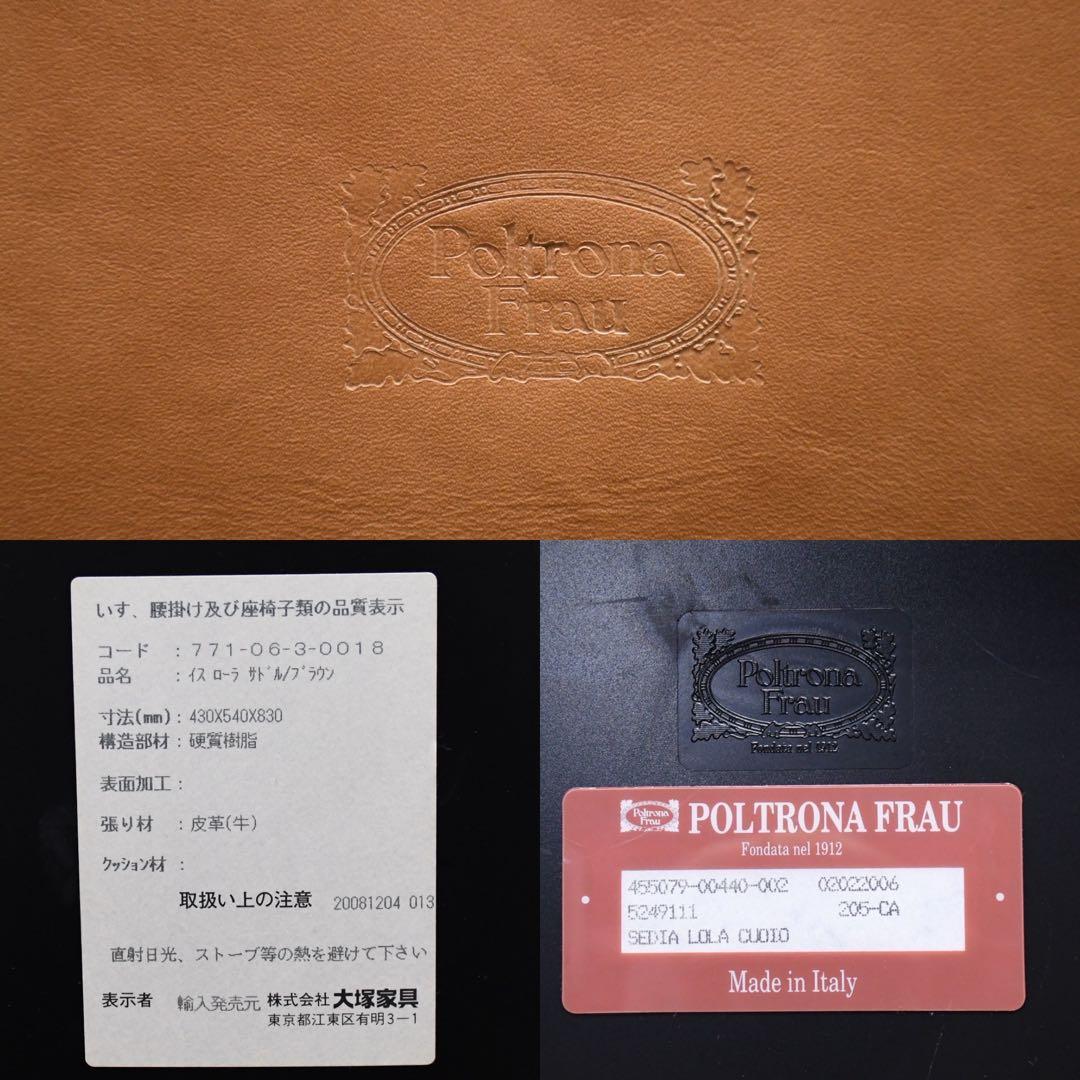 Poltrona
Frau
いす、腰掛け及び座椅子類の品質表示
コード : 771-06-3-0018
品名 : ｲｽ ﾛｰﾗ ｻﾄﾞﾙ/ﾌﾞﾗｳﾝ
寸法(mm) : 430X540X830
構造部材 : 硬質樹脂
表面加工 :
張り材 : 皮革(牛)
ｸｯｼｮﾝ材 :
取扱い上の注意 20081204 013
直射日光、ストーブ等の熱を避けて下さい
表示者 輸入発売元 株式会社 大塚家具
東京都江東区有明3-1
Poltrona
Frau
Fondata nel 1912
Poltrona
Frau
POLTRONA FRAU
Fondata nel 1912
455079-00440-002 02022006
5249111 205-CA
SEDIA LOLA CUOIO
Made in Italy